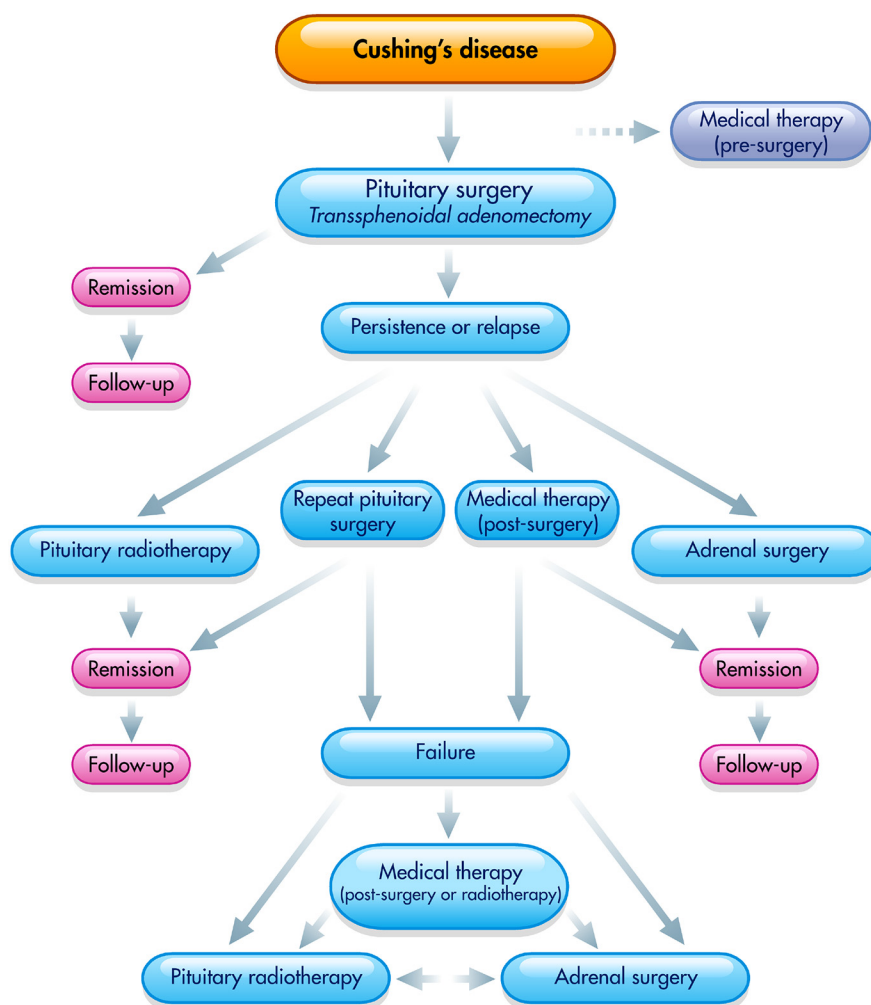 Cushing's disease
Medical therapy
(pre-surgery)
Pituitary surgery
Transsphenoidal adenomectomy
Remission
Persistence or relapse
Follow-up
Repeat pituitary
surgery
Medical therapy
(post-surgery)
Pituitary radiotherapy
Adrenal surgery
Remission
Remission
Follow-up
Failure
Follow-up
Medical therapy
(post-surgery or radiotherapy)
Pituitary radiotherapy
Adrenal surgery